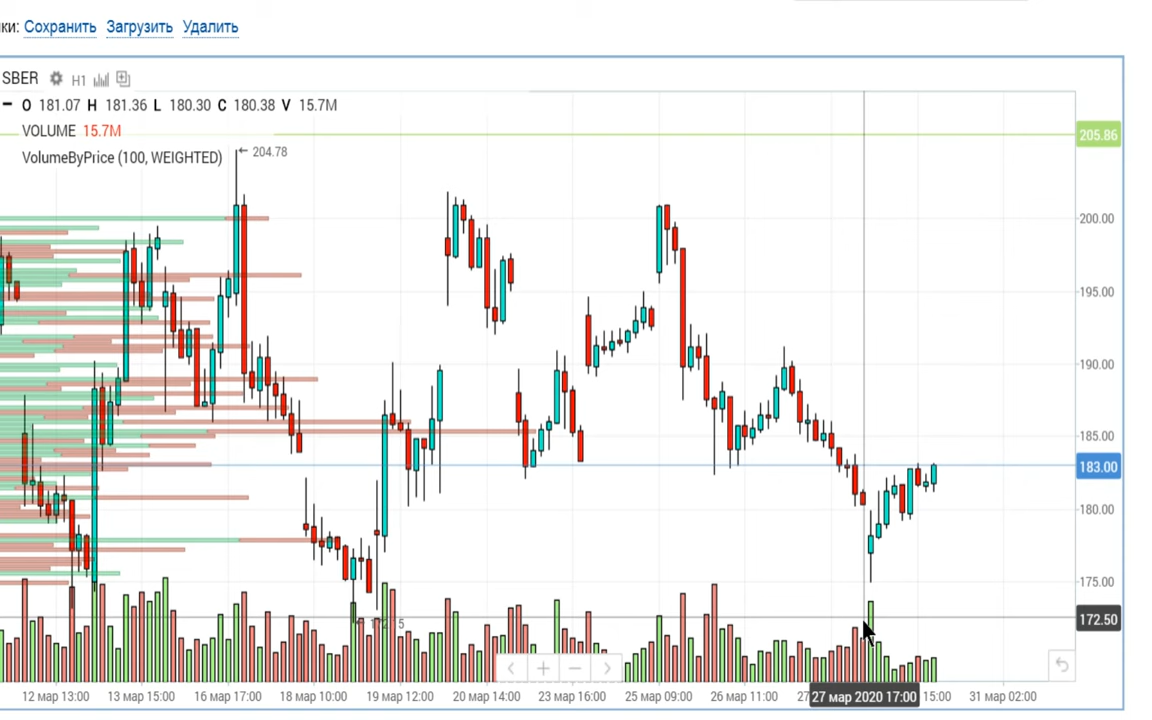 ки: Сохранить Загрузить Удалить
SBER H1
O 181.07 H 181.36 L 180.30 C 180.38 V 15.7M
VOLUME 15.7M
205.86
VolumeByPrice (100, WEIGHTED)
204.78
200.00
195.00
190.00
185.00
183.00
180.00
175.00
172.50
12 мар 13:00 13 мар 15:00 16 мар 17:00 18 мар 10:00 19 мар 12:00 20 мар 14:00 23 мар 16:00 25 мар 09:00 26 мар 11:00 27 27 мар 2020 17:00 15:00 31 мар 02:00